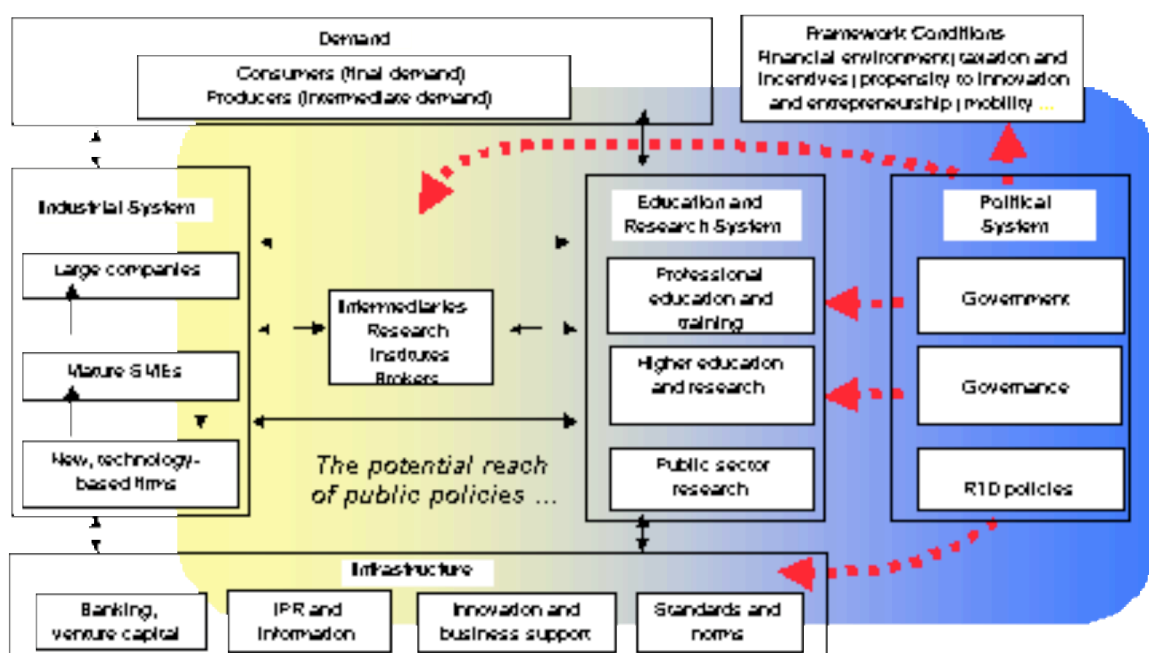 Demand
Consumers (final demand)
Producers (intermediate demand)
Framework Conditions
Financial environment; taxation and
incentives; propensity to innovation
and entrepreneurship; mobility ...
Industrial System
Large companies
Mature SMEs
New, technology-
based firms
Intermediaries
Research
Institutes
Brokers
Education and
Research System
Professional
education and
training
Higher education
and research
Public sector
research
Political
System
Government
Governance
RTD policies
The potential reach
of public policies ...
Infrastructure
Banking,
venture capital
IPR and
information
Innovation and
business support
Standards and
norms